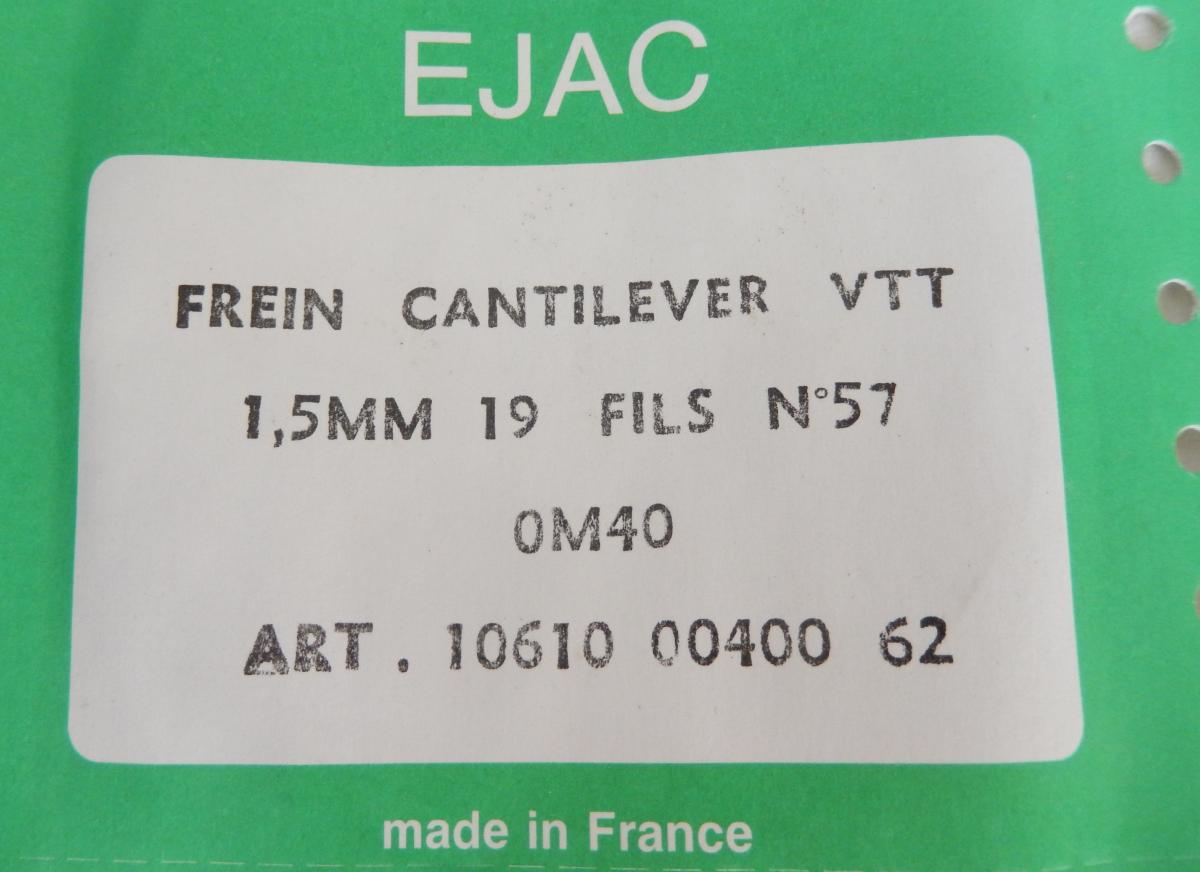 EJAC
FREIN CANTILEVER VTT
1,5MM 19 FILS N°57
0M40
ART. 10610 00400 62
made in France